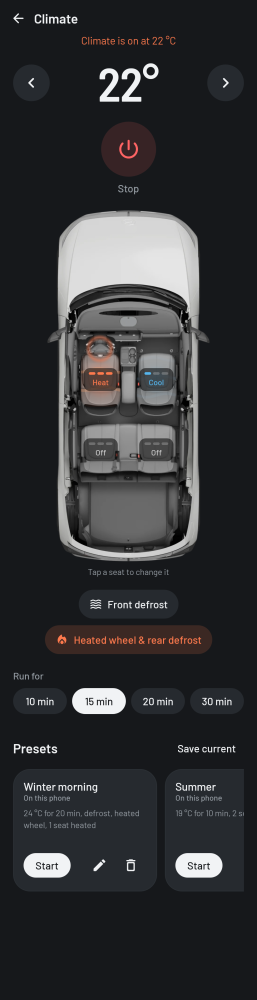 Climate
Climate is on at 22 °C
22°
Stop
Heat
Cool
Off
Off
Tap a seat to change it
Front defrost
Heated wheel & rear defrost
Run for
10 min
15 min
20 min
30 min
Presets
Save current
Winter morning
On this phone
24 °C for 20 min, defrost, heated
wheel, 1 seat heated
Start
Summer
On this phone
19 °C for 10 min, 2 s
Start